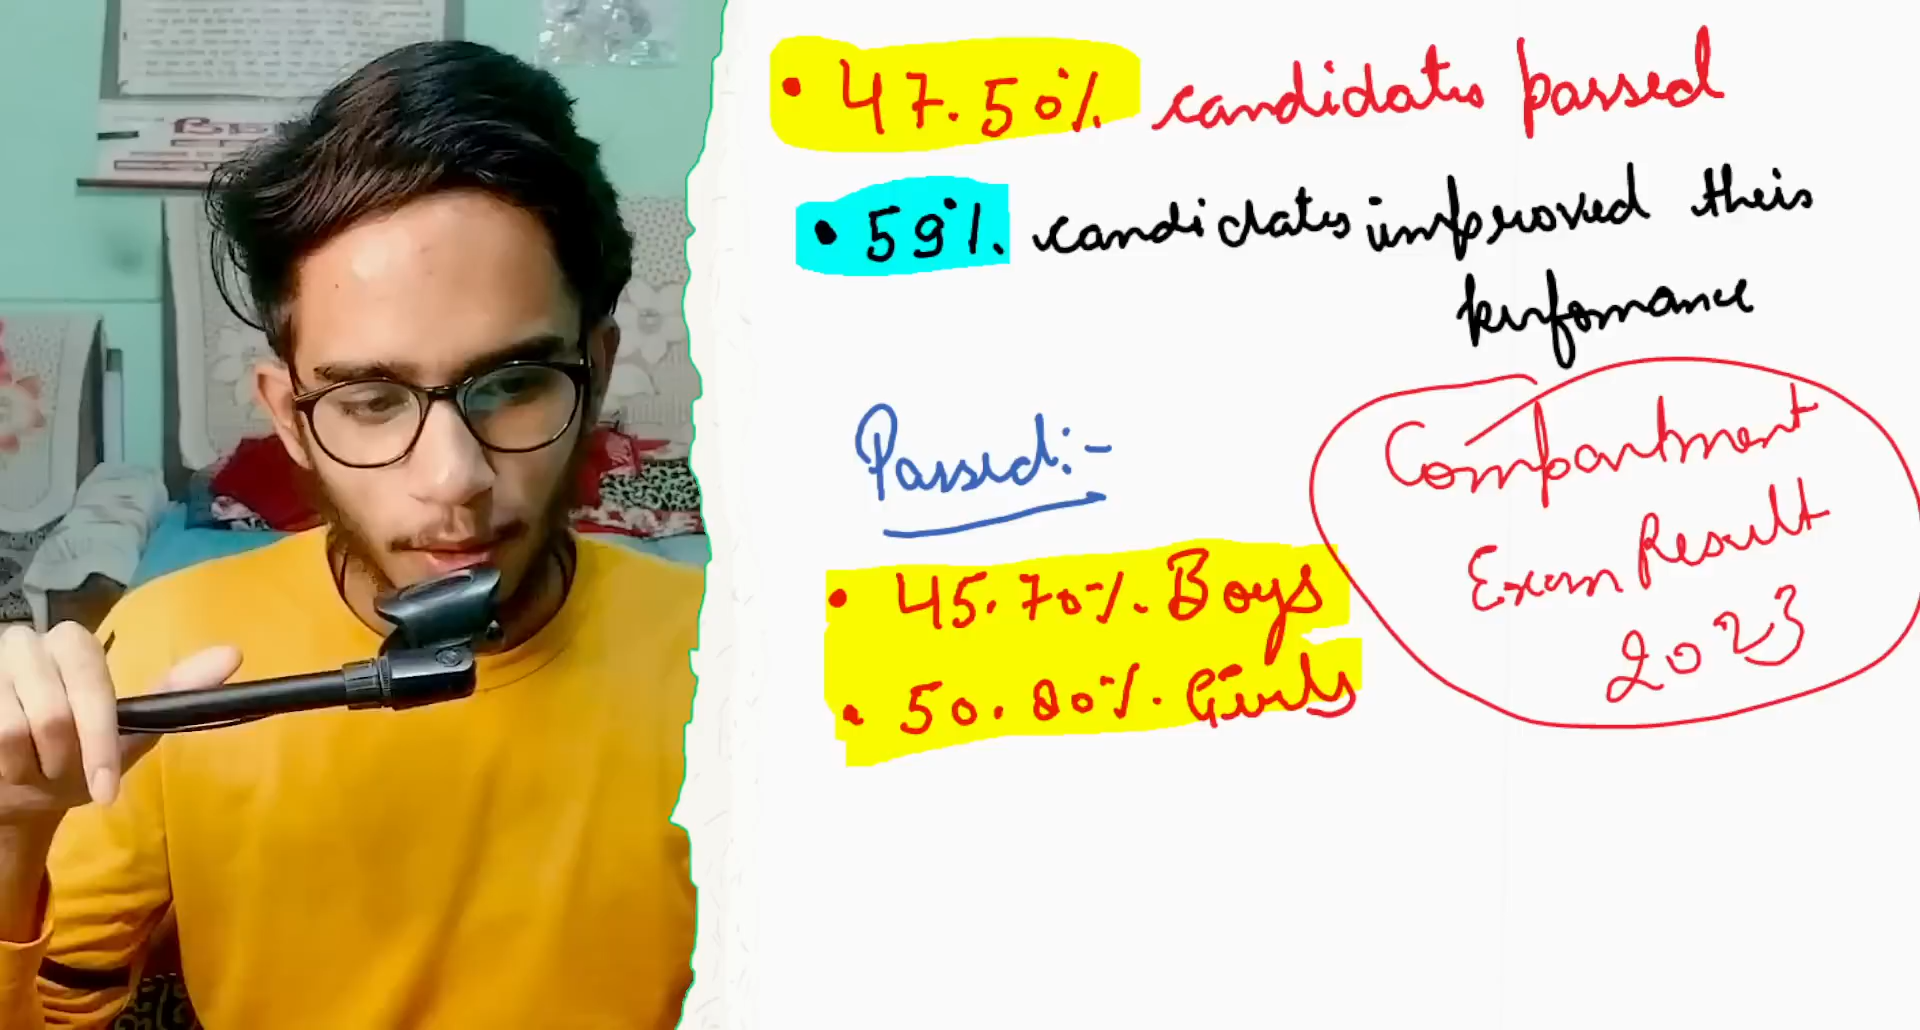 • 47.50% candidates passed
• 59% candidates improved their
performance
Passed:-
• 45.70% Boys
• 50.80% Girls
Compartment
Exam Result
2023